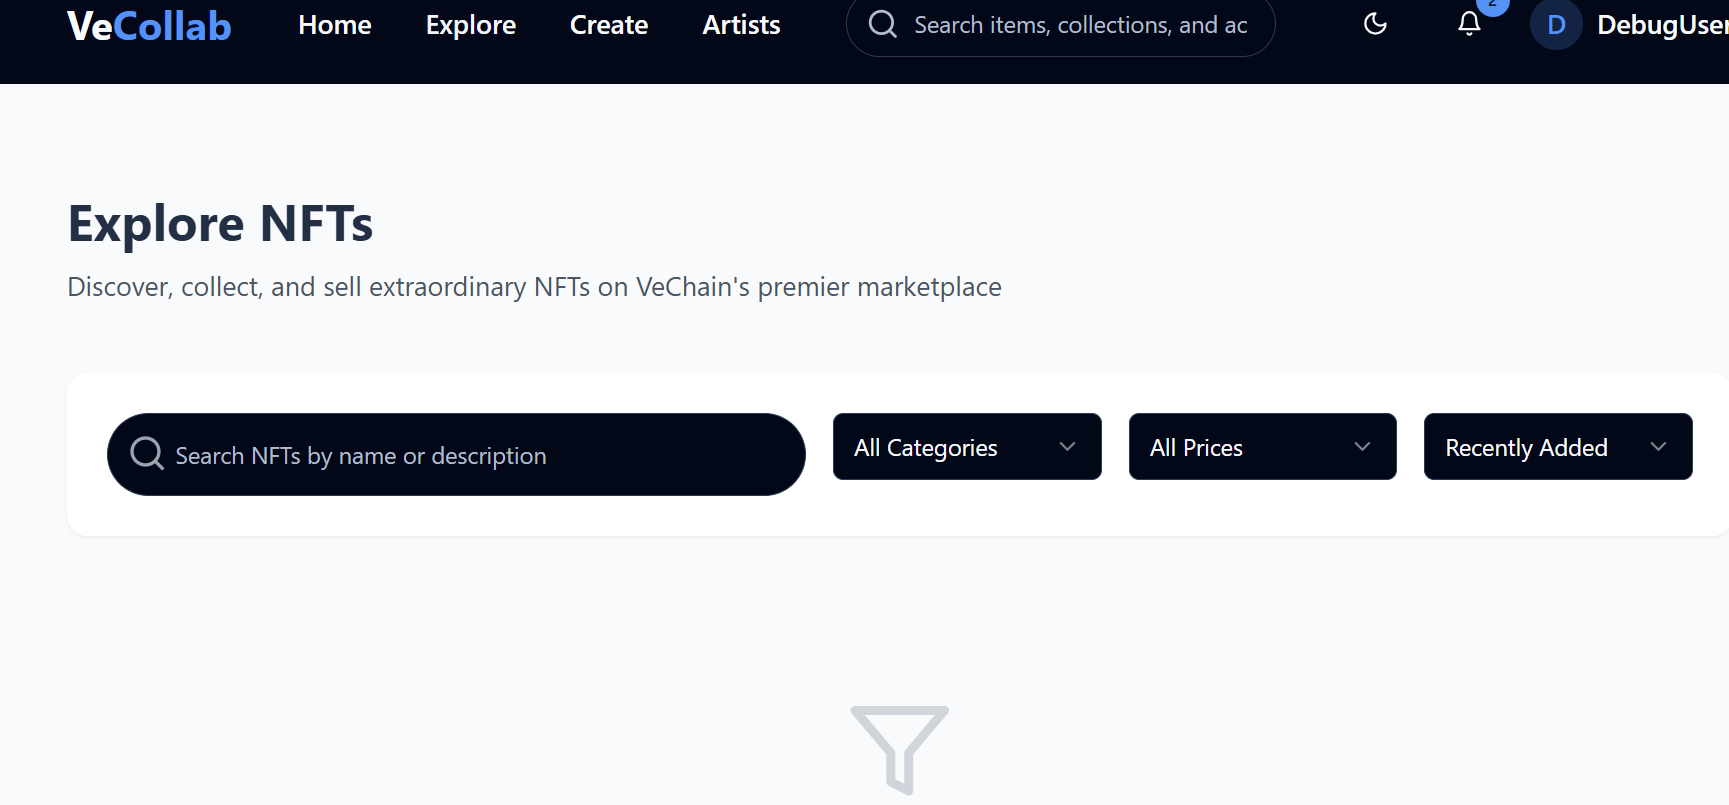 VeCollab Home Explore Create Artists Search items, collections, and ac 2 D DebugUser
Explore NFTs
Discover, collect, and sell extraordinary NFTs on VeChain's premier marketplace
Search NFTs by name or description All Categories All Prices Recently Added